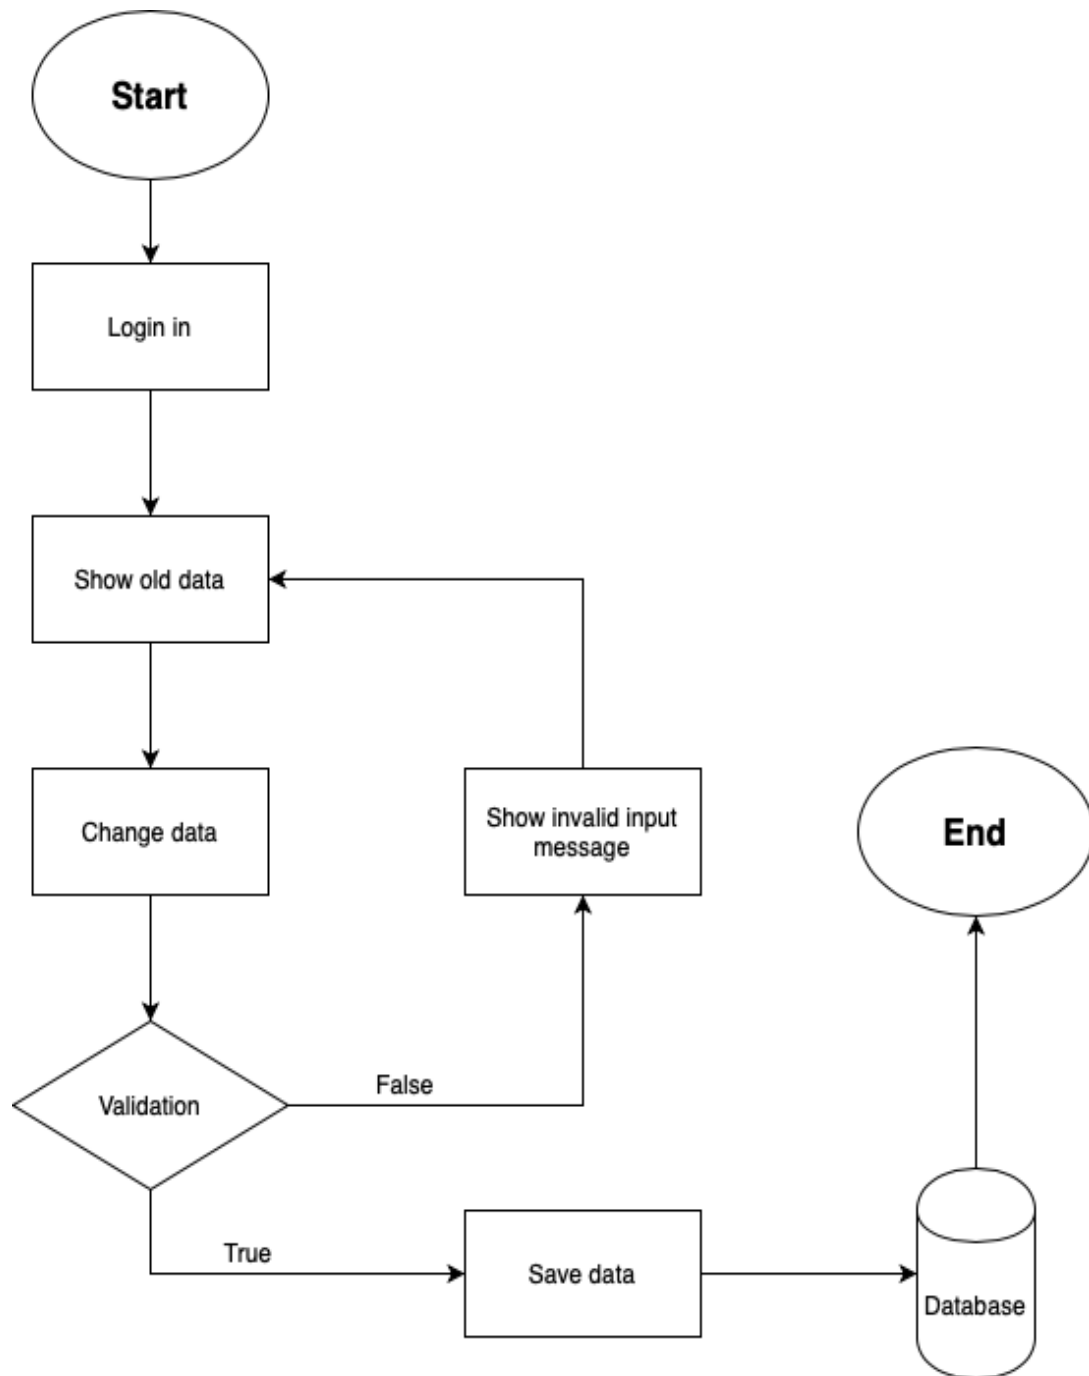 Start
Login in
Show old data
Change data
Show invalid input
message
End
Validation
False
True
Save data
Database